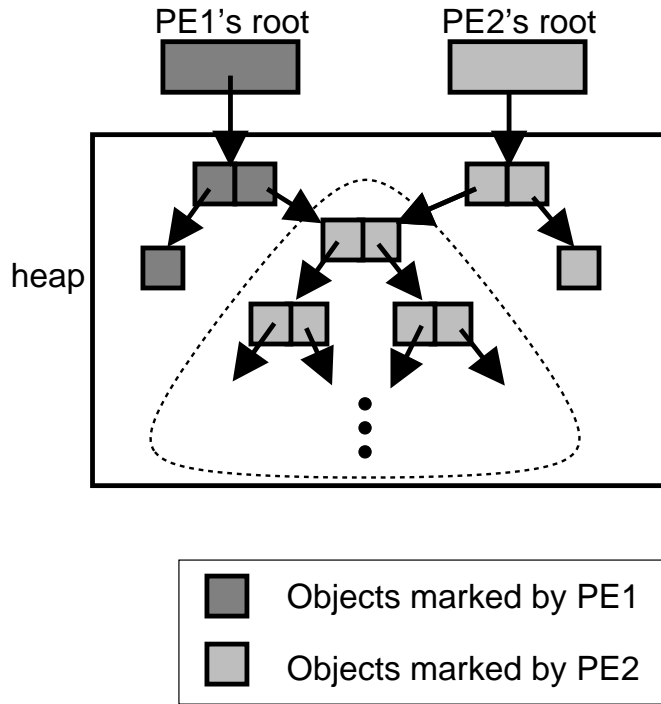 PE1’s root
PE2’s root
heap
Objects marked by PE1
Objects marked by PE2